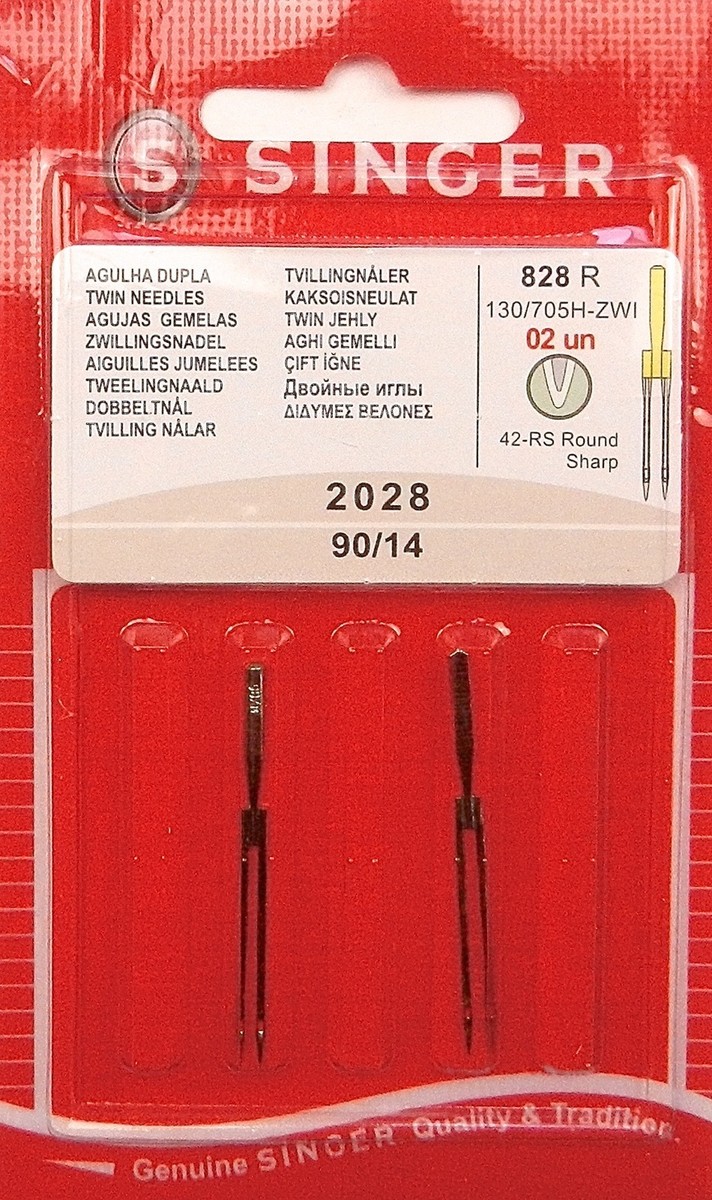 S SINGER
AGULHA DUPLA
TWIN NEEDLES
AGUJAS GEMELAS
ZWILLINGSNADEL
AIGUILLES JUMELEES
TWEELINGNAALD
DOBBELTNÅL
TVILLING NÅLAR
TVILLINGNÅLER
KAKSOISNEULAT
TWIN JEHLY
AGHI GEMELLI
ÇIFT İĞNE
Двойные иглы
ΔΙΔΥΜΕΣ ΒΕΛΟΝΕΣ
828 R
130/705H-ZWI
02 un
42-RS Round
Sharp
2028
90/14
Genuine SINGER Quality & Tradition.